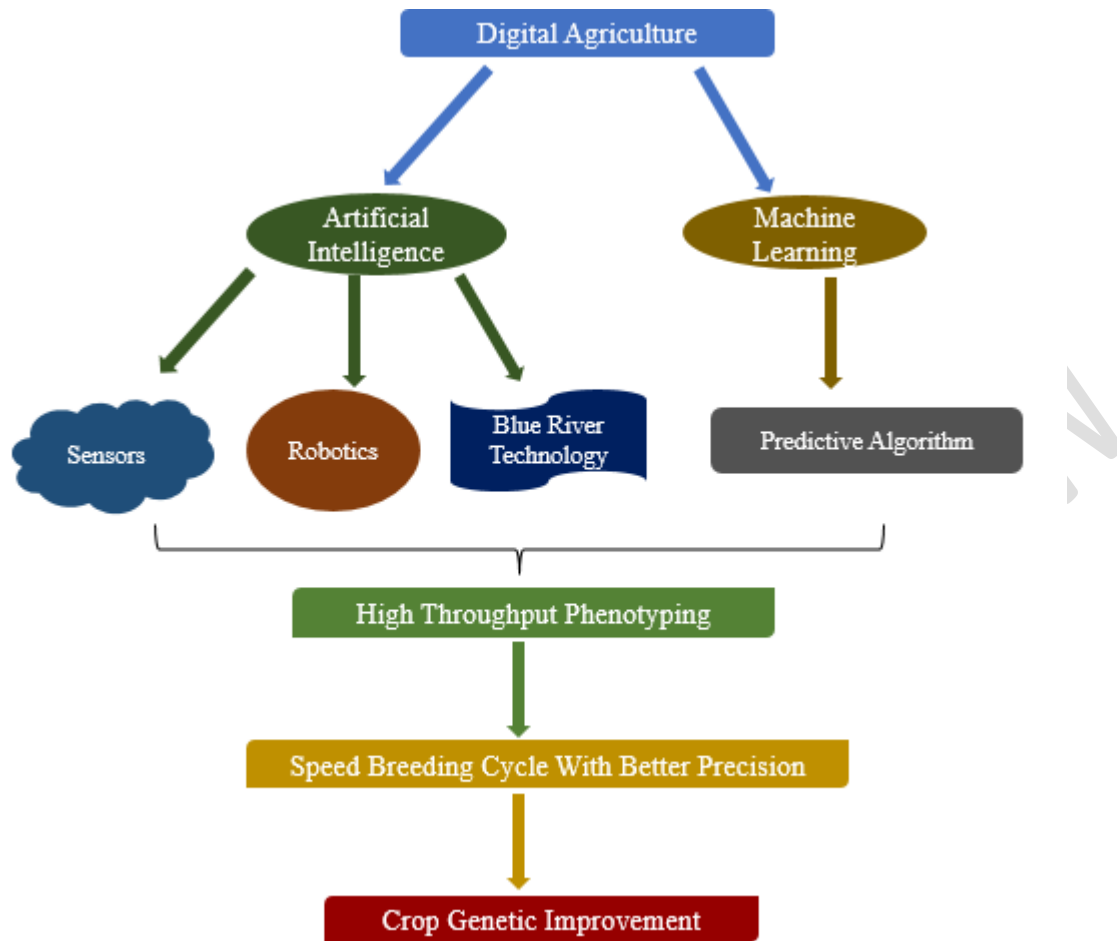 Digital Agriculture
Artificial
Intelligence
Machine
Learning
Sensors
Robotics
Blue River
Technology
Predictive Algorithm
High Throughput Phenotyping
Speed Breeding Cycle With Better Precision
Crop Genetic Improvement